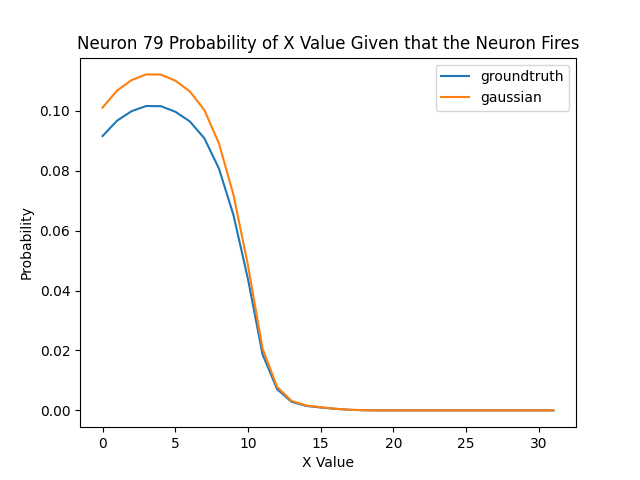 Neuron 79 Probability of X Value Given that the Neuron Fires
groundtruth
gaussian
0.10
0.08
0.06
0.04
0.02
0.00
Probability
0 5 10 15 20 25 30
X Value